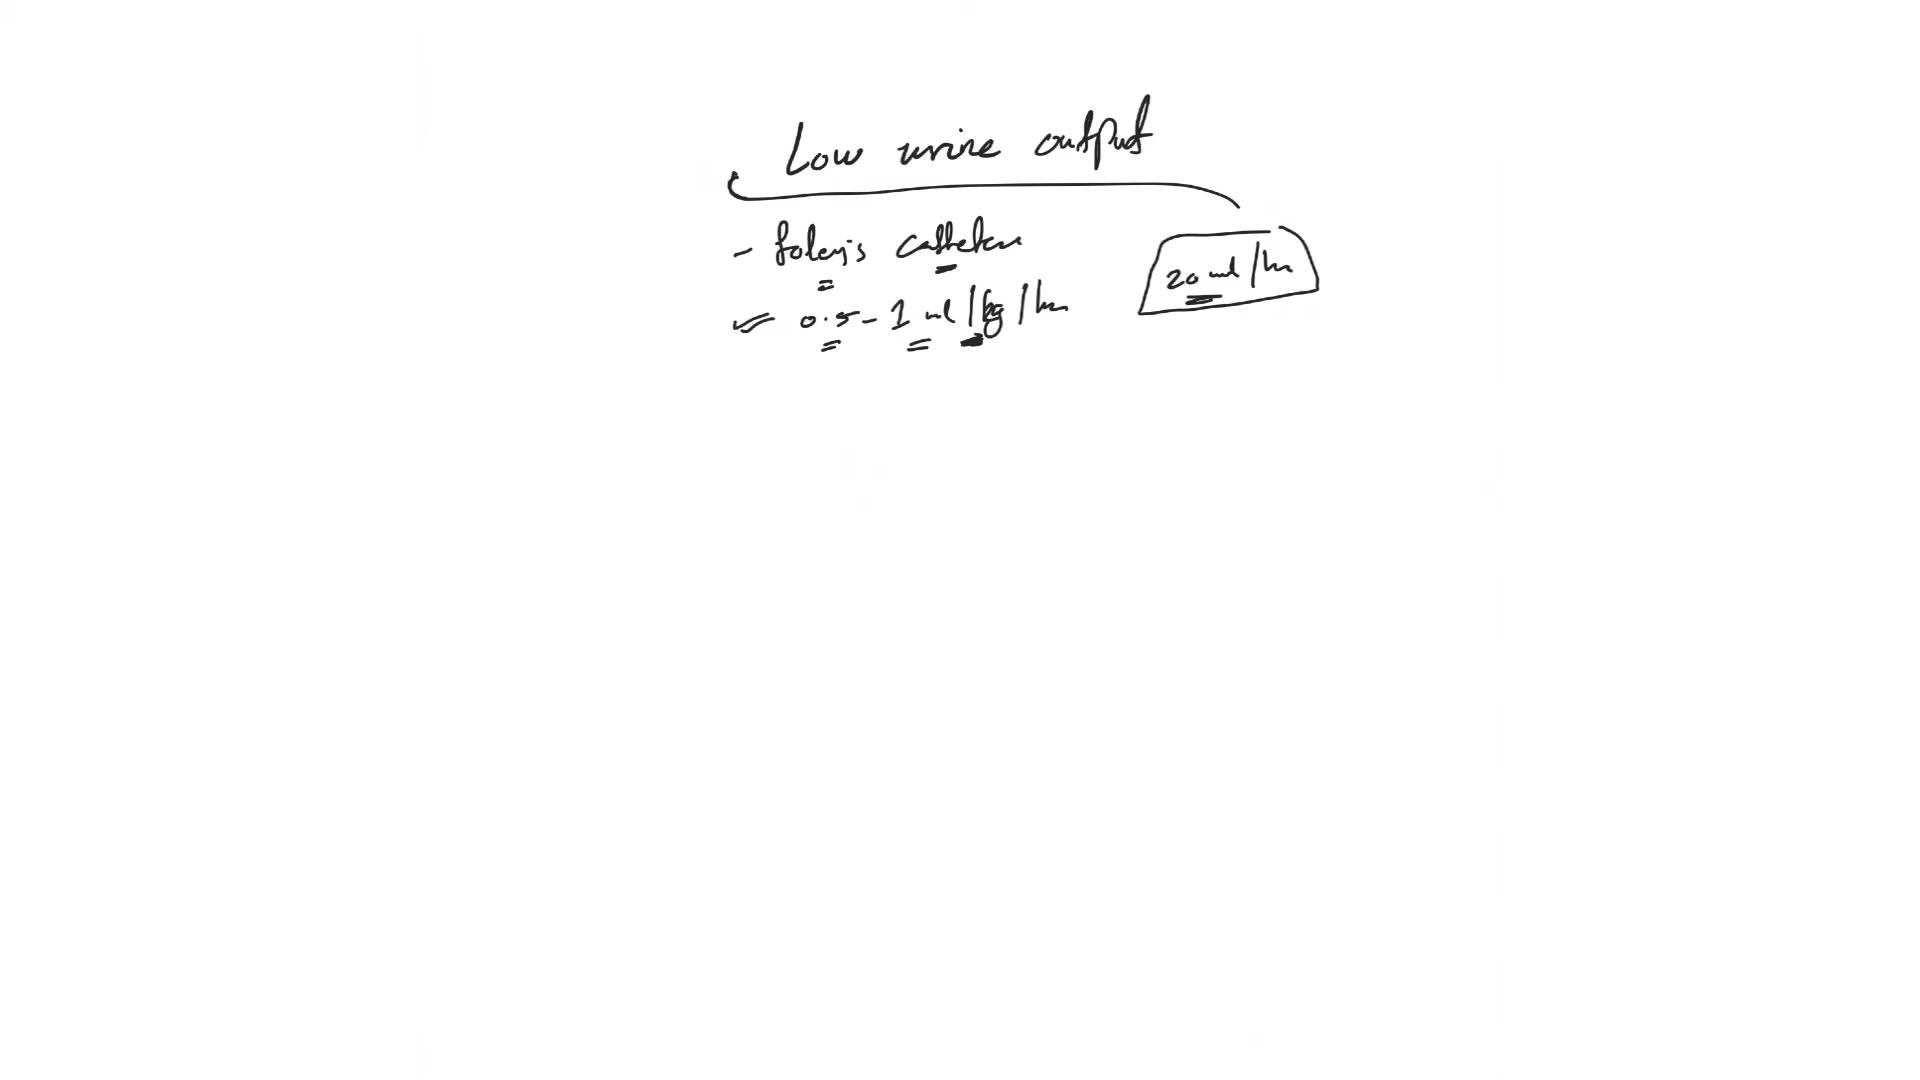 Low urine output
- foley's catheter
20 ml/hr
0.5 - 1 ml/kg/hr